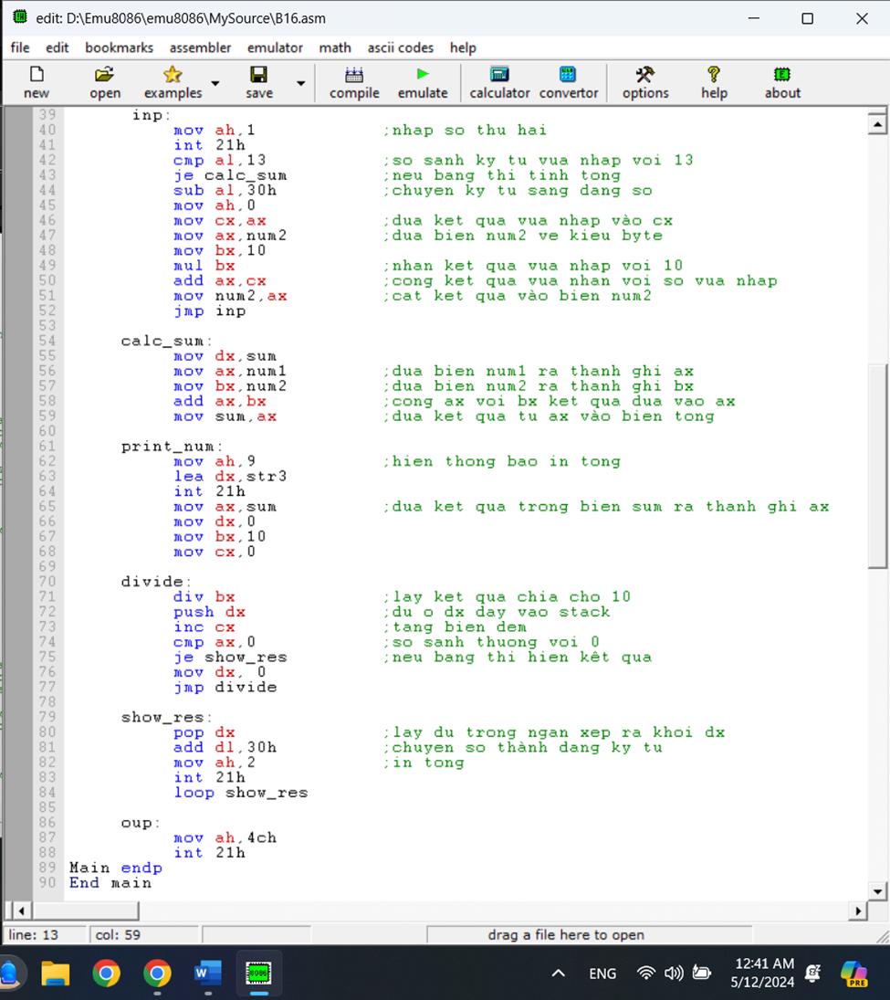 edit: D:\Emu8086\emu8086\MySource\B16.asm
file edit bookmarks assembler emulator math ascii codes help
new open examples save compile emulate calculator convertor options help about
39 inp:
40 mov ah,1 ;nhap so thu hai
41 int 21h
42 cmp al,13 ;so sanh ky tu vua nhap voi 13
43 je calc_sum ;neu bang thi tinh tong
44 sub al,30h ;chuyen ky tu sang dang so
45 mov ah,0
46 mov cx,ax ;dua ket qua vua nhap vào cx
47 mov ax,num2 ;dua bien num2 ve kieu byte
48 mov bx,10
49 mul bx ;nhan ket qua vua nhap voi 10
50 add ax,cx ;cong ket qua vua nhan voi so vua nhap
51 mov num2,ax ;cat ket qua vào bien num2
52 jmp inp
53
54 calc_sum:
55 mov dx,sum
56 mov ax,num1 ;dua bien num1 ra thanh ghi ax
57 mov bx,num2 ;dua bien num2 ra thanh ghi bx
58 add ax,bx ;cong ax voi bx ket qua dua vao ax
59 mov sum,ax ;dua ket qua tu ax vào bien tong
60
61 print_num:
62 mov ah,9 ;hien thong bao in tong
63 lea dx,str3
64 int 21h
65 mov ax,sum ;dua ket qua trong bien sum ra thanh ghi ax
66 mov dx,0
67 mov bx,10
68 mov cx,0
69
70 divide:
71 div bx ;lay ket qua chia cho 10
72 push dx ;du o dx day vao stack
73 inc cx ;tang bien dem
74 cmp ax,0 ;so sanh thuong voi 0
75 je show_res ;neu bang thi hien kêt qua
76 mov dx, 0
77 jmp divide
78
79 show_res:
80 pop dx ;lay du trong ngan xep ra khoi dx
81 add dl,30h ;chuyen so thành dang ky tu
82 mov ah,2 ;in tong
83 int 21h
84 loop show_res
85
86 oup:
87 mov ah,4ch
88 int 21h
89 Main endp
90 End main
line: 13 col: 59 drag a file here to open
ENG 12:41 AM
5/12/2024
PRE